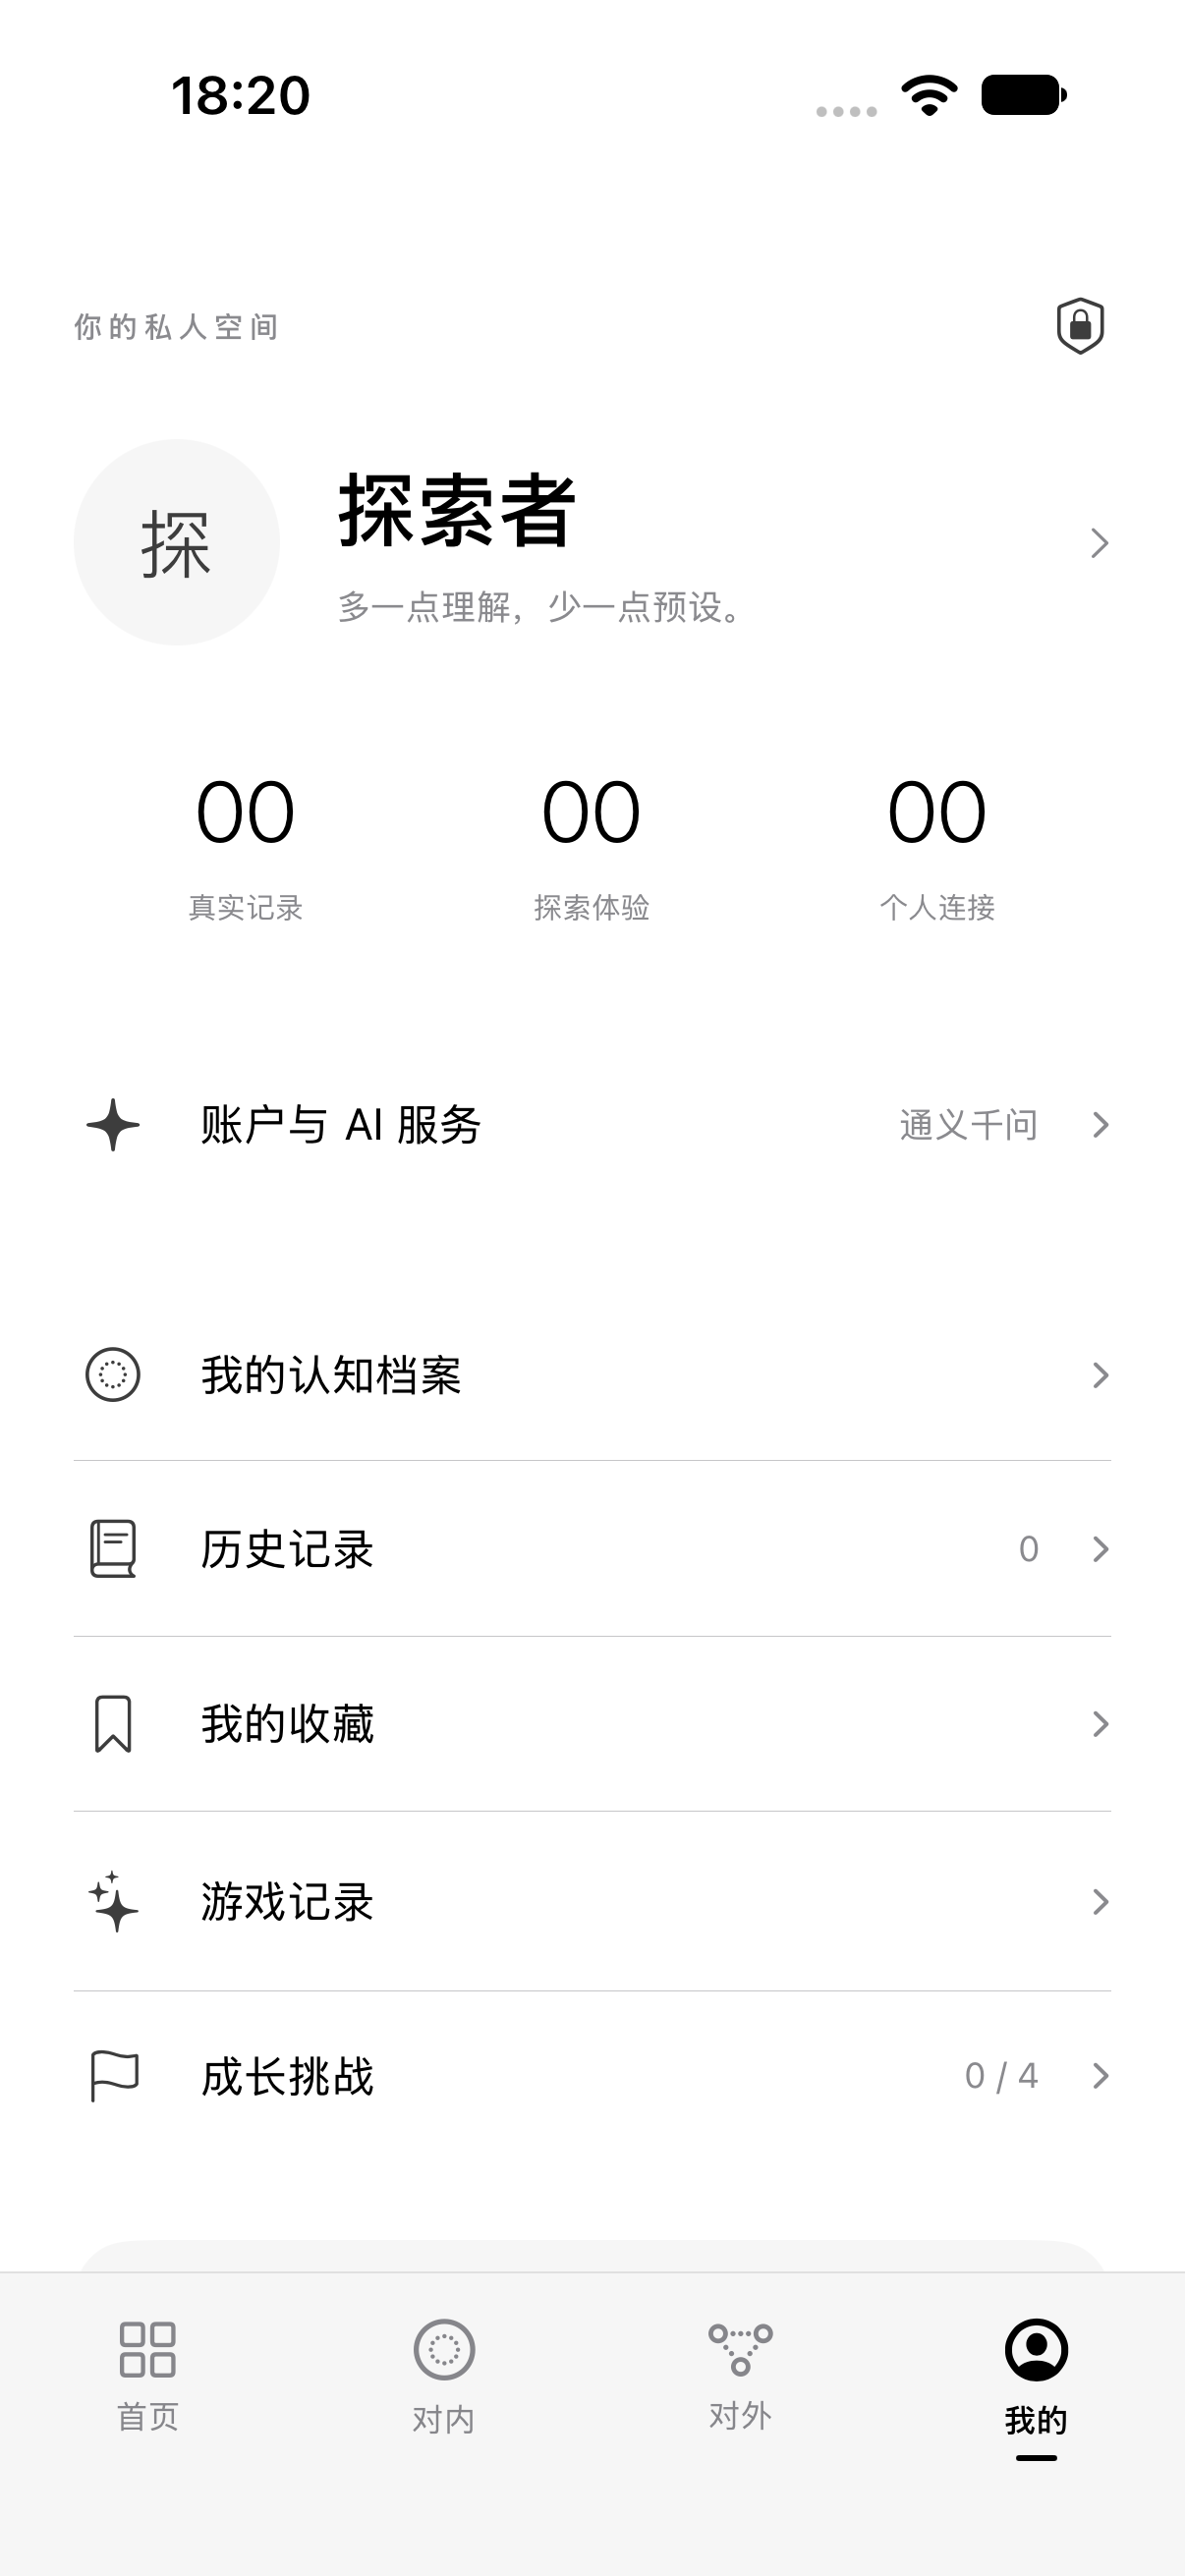 18:20
你的私人空间
探
探索者
多一点理解，少一点预设。
00 00 00
真实记录 探索体验 个人连接
账户与 AI 服务 通义千问
我的认知档案
历史记录 0
我的收藏
游戏记录
成长挑战 0 / 4
首页 对内 对外 我的